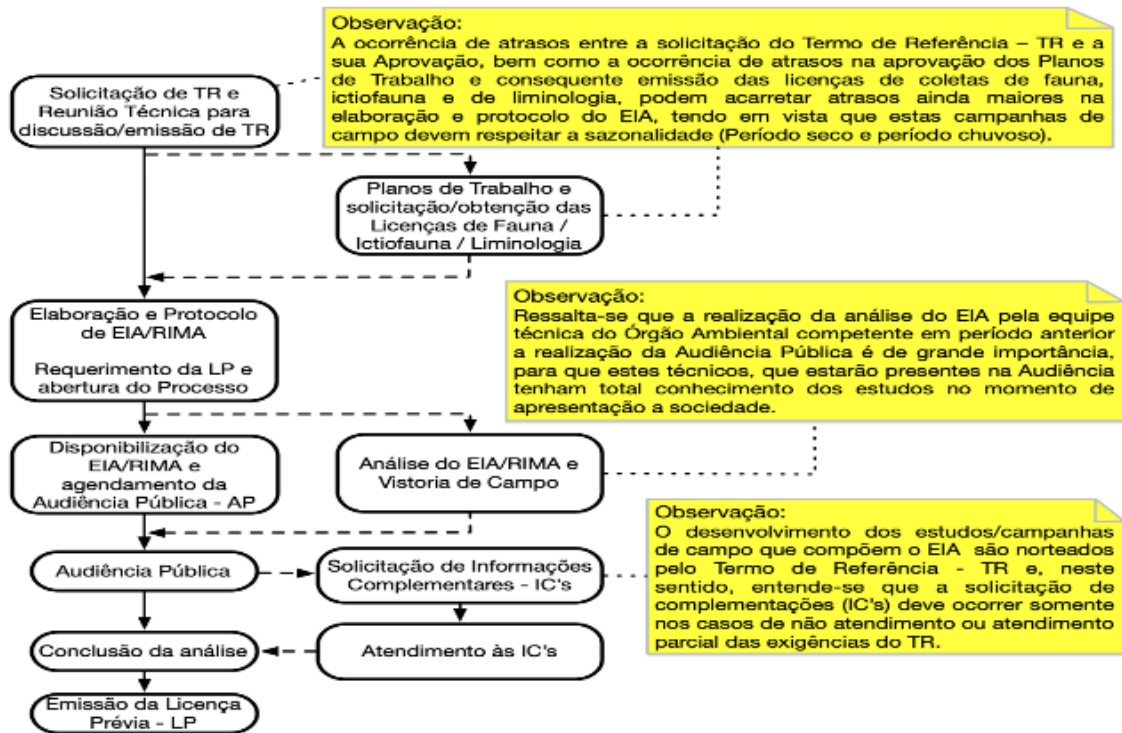 Observação:
A ocorrência de atrasos entre a solicitação do Termo de Referência – TR e a
sua Aprovação, bem como a ocorrência de atrasos na aprovação dos Planos
de Trabalho e consequente emissão das licenças de coletas de fauna,
ictiofauna e de liminologia, podem acarretar atrasos ainda maiores na
elaboração e protocolo do EIA, tendo em vista que estas campanhas de
campo devem respeitar a sazonalidade (Período seco e período chuvoso).
Solicitação de TR e
Reunião Técnica para
discussão/emissão de TR
Planos de Trabalho e
solicitação/obtenção das
Licenças de Fauna /
Ictiofauna / Liminologia
Observação:
Ressalta-se que a realização da análise do EIA pela equipe
técnica do Órgão Ambiental competente em período anterior
a realização da Audiência Pública é de grande importância,
para que estes técnicos, que estarão presentes na Audiência
tenham total conhecimento dos estudos no momento de
apresentação a sociedade.
Elaboração e Protocolo
de EIA/RIMA
Requerimento da LP e
abertura do Processo
Disponibilização do
EIA/RIMA e
agendamento da
Audiência Pública - AP
Análise do EIA/RIMA e
Vistoria de Campo
Observação:
O desenvolvimento dos estudos/campanhas
de campo que compõem o EIA são norteados
pelo Termo de Referência - TR e, neste
sentido, entende-se que a solicitação de
complementações (IC's) deve ocorrer somente
nos casos de não atendimento ou atendimento
parcial das exigências do TR.
Audiência Pública
Solicitação de Informações
Complementares - IC's
Conclusão da análise
Atendimento às IC's
Emissão da Licença
Prévia - LP